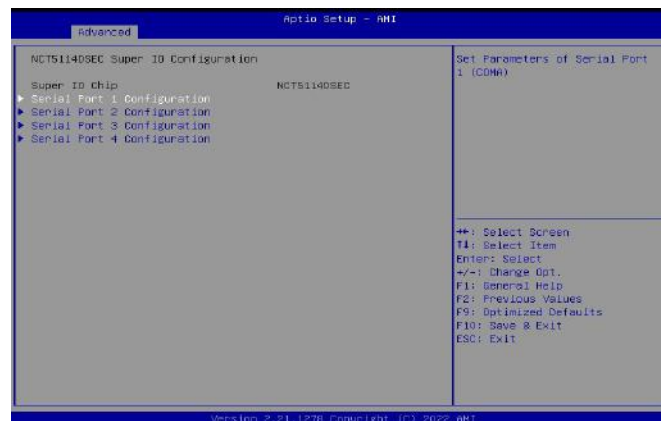 Aptio Setup - AMI
Advanced
NCT5114DSEC Super IO Configuration
Super IO Chip NCT5114DSEC
Serial Port 1 Configuration
Serial Port 2 Configuration
Serial Port 3 Configuration
Serial Port 4 Configuration
Set Parameters of Serial Port
1 (COMA)
→←: Select Screen
↑↓: Select Item
Enter: Select
+/-: Change Opt.
F1: General Help
F2: Previous Values
F9: Optimized Defaults
F10: Save & Exit
ESC: Exit
Version 2.21.1278 Copyright (C) 2022 AMI